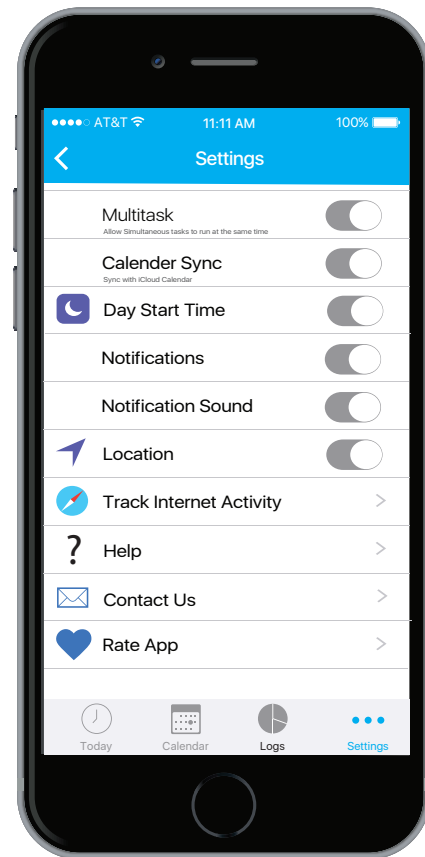 AT&T 11:11 AM 100%
Settings
Multitask
Allow Simultaneous tasks to run at the same time
Calender Sync
Sync with iCloud Calendar
Day Start Time
Notifications
Notification Sound
Location
Track Internet Activity
? Help
Contact Us
Rate App
Today Calendar Logs Settings